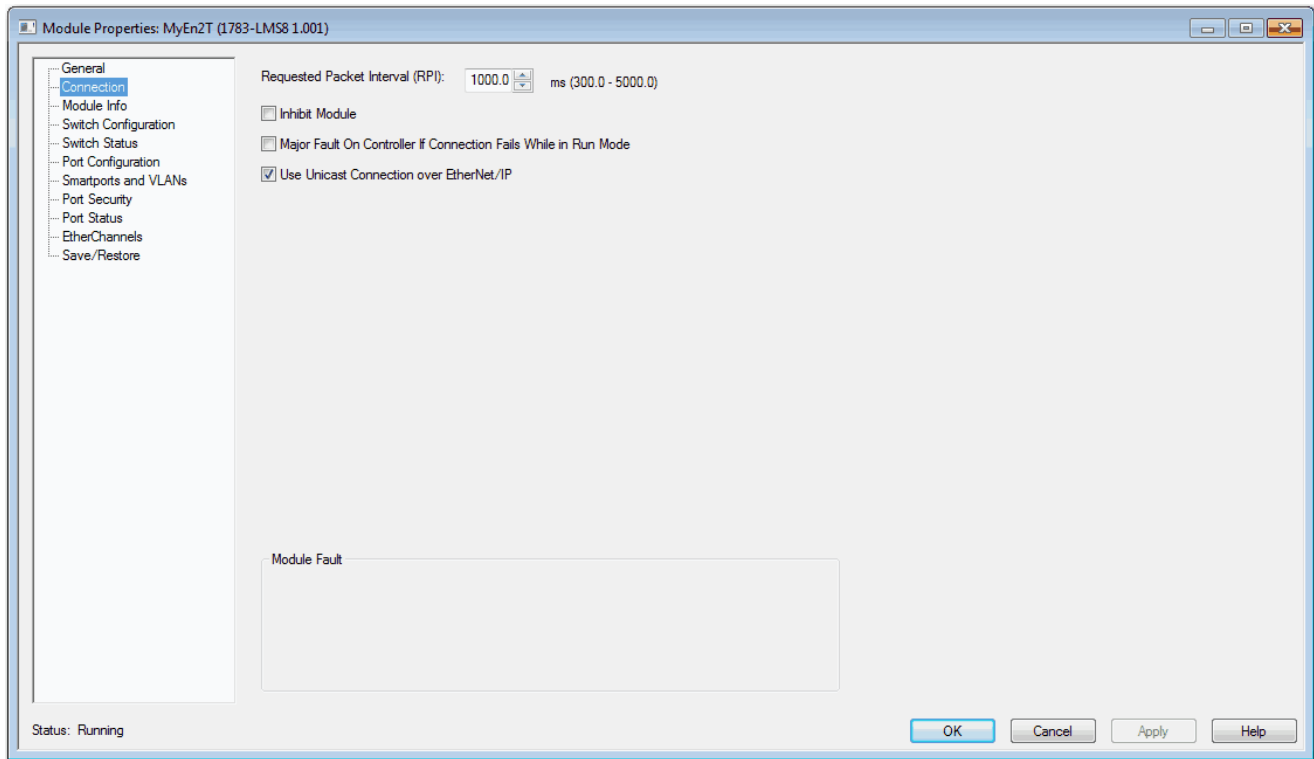 Module Properties: MyEn2T (1783-LMS8 1.001)
General
Connection
Module Info
Switch Configuration
Switch Status
Port Configuration
Smartports and VLANs
Port Security
Port Status
EtherChannels
Save/Restore
Requested Packet Interval (RPI): 1000.0 ms (300.0 - 5000.0)
Inhibit Module
Major Fault On Controller If Connection Fails While in Run Mode
Use Unicast Connection over EtherNet/IP
Module Fault
Status: Running
OK Cancel Apply Help